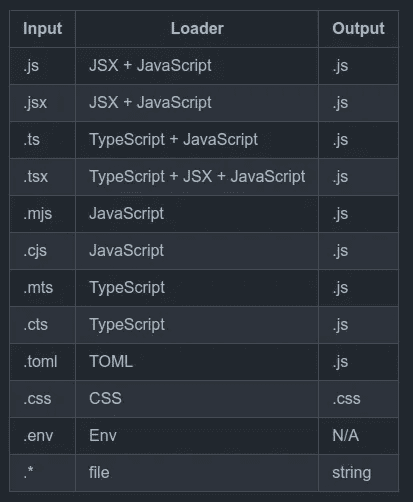 Input Loader Output
.js JSX + JavaScript .js
.jsx JSX + JavaScript .js
.ts TypeScript + JavaScript .js
.tsx TypeScript + JSX + JavaScript .js
.mjs JavaScript .js
.cjs JavaScript .js
.mts TypeScript .js
.cts TypeScript .js
.toml TOML .js
.css CSS .css
.env Env N/A
.* file string